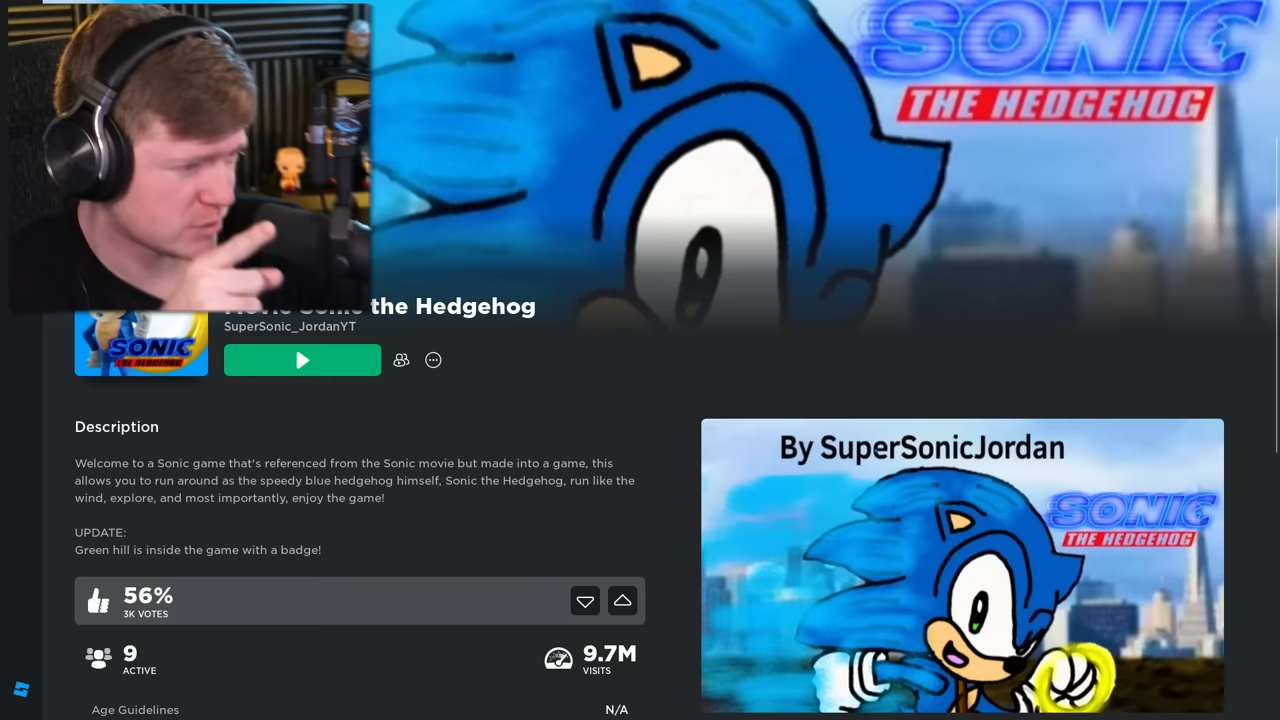 SONIC
THE HEDGEHOG
Movie Sonic the Hedgehog
SuperSonic_JordanYT
SONIC
THE HEDGEHOG
Description
Welcome to a Sonic game that's referenced from the Sonic movie but made into a game, this
allows you to run around as the speedy blue hedgehog himself, Sonic the Hedgehog, run like the
wind, explore, and most importantly, enjoy the game!
UPDATE:
Green hill is inside the game with a badge!
56%
3K VOTES
9
ACTIVE
9.7M
VISITS
Age Guidelines
N/A
By SuperSonicJordan
SONIC
THE HEDGEHOG